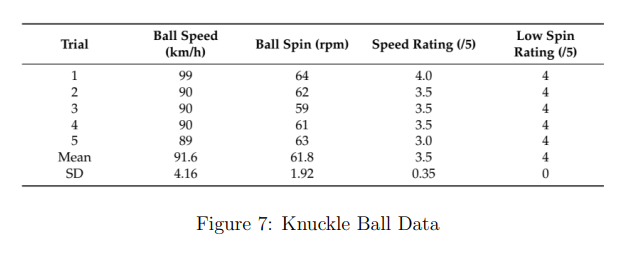 Trial Ball Speed (km/h) Ball Spin (rpm) Speed Rating (/5) Low Spin Rating (/5)
1 99 64 4.0 4
2 90 62 3.5 4
3 90 59 3.5 4
4 90 61 3.5 4
5 89 63 3.0 4
Mean 91.6 61.8 3.5 4
SD 4.16 1.92 0.35 0
Figure 7: Knuckle Ball Data